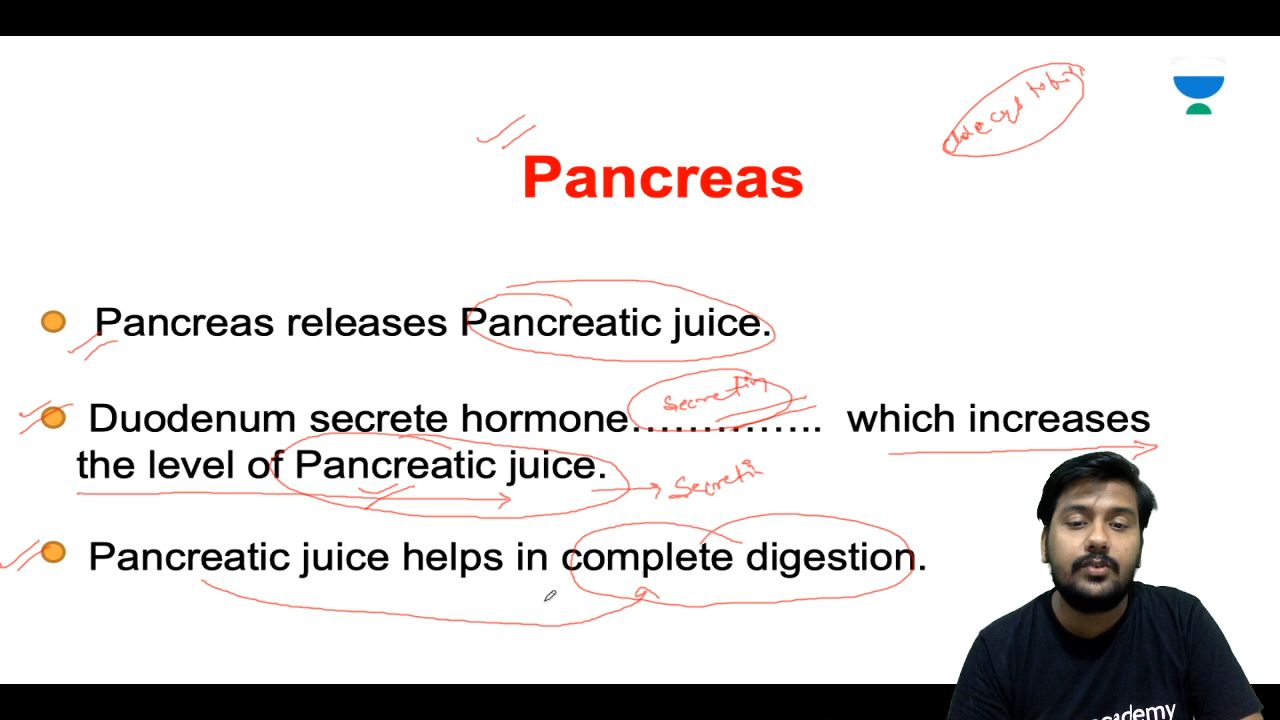 Pancreas
Pancreas releases Pancreatic juice.
Secretin
Duodenum secrete hormone………….. which increases
the level of Pancreatic juice.
Secretin
Pancreatic juice helps in complete digestion.